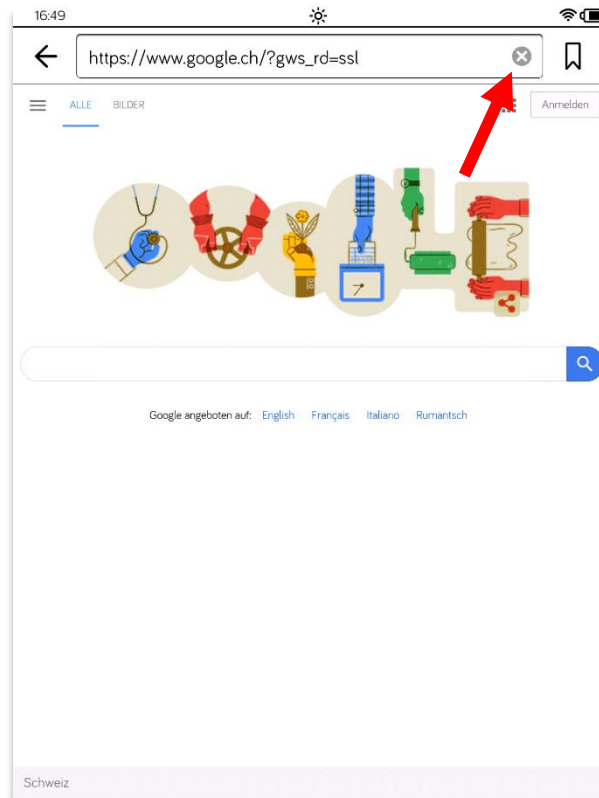 16:49
https://www.google.ch/?gws_rd=ssl
ALLE BILDER Anmelden
7
Google angeboten auf: English Français Italiano Rumantsch
Schweiz